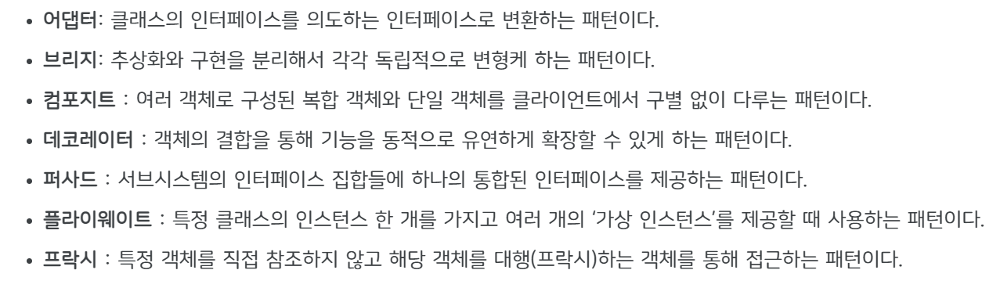 • 어댑터: 클래스의 인터페이스를 의도하는 인터페이스로 변환하는 패턴이다.
• 브리지: 추상화와 구현을 분리해서 각각 독립적으로 변형케 하는 패턴이다.
• 컴포지트 : 여러 객체로 구성된 복합 객체와 단일 객체를 클라이언트에서 구별 없이 다루는 패턴이다.
• 데코레이터 : 객체의 결합을 통해 기능을 동적으로 유연하게 확장할 수 있게 하는 패턴이다.
• 퍼사드 : 서브시스템의 인터페이스 집합들에 하나의 통합된 인터페이스를 제공하는 패턴이다.
• 플라이웨이트 : 특정 클래스의 인스턴스 한 개를 가지고 여러 개의 ‘가상 인스턴스’를 제공할 때 사용하는 패턴이다.
• 프락시 : 특정 객체를 직접 참조하지 않고 해당 객체를 대행(프락시)하는 객체를 통해 접근하는 패턴이다.